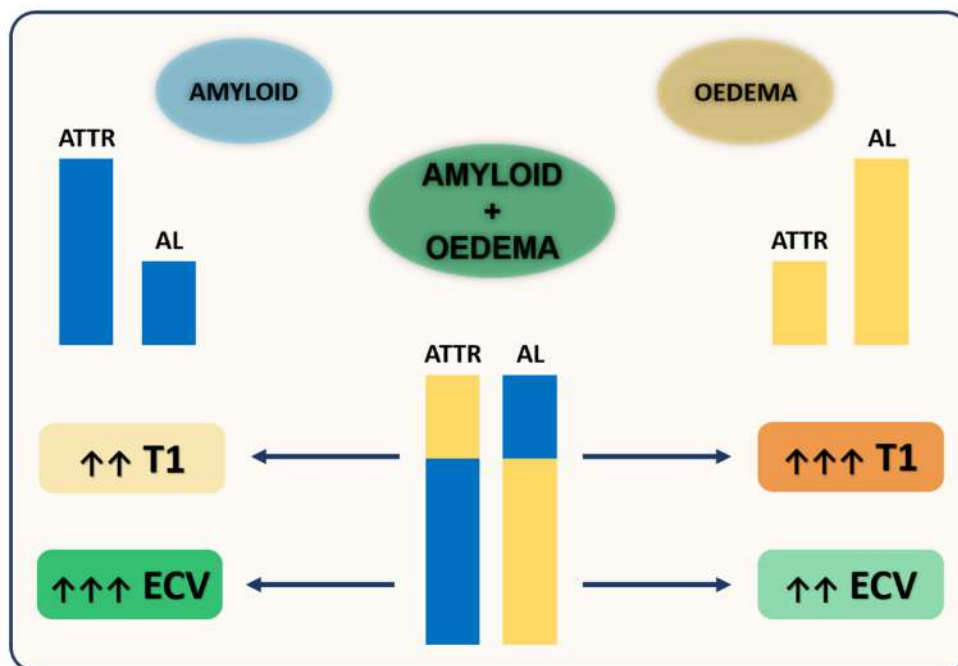 AMYLOID
OEDEMA
ATTR
AL
AMYLOID
+
OEDEMA
AL
ATTR
ATTR
AL
↑↑ T1
↑↑↑ T1
↑↑↑ ECV
↑↑ ECV